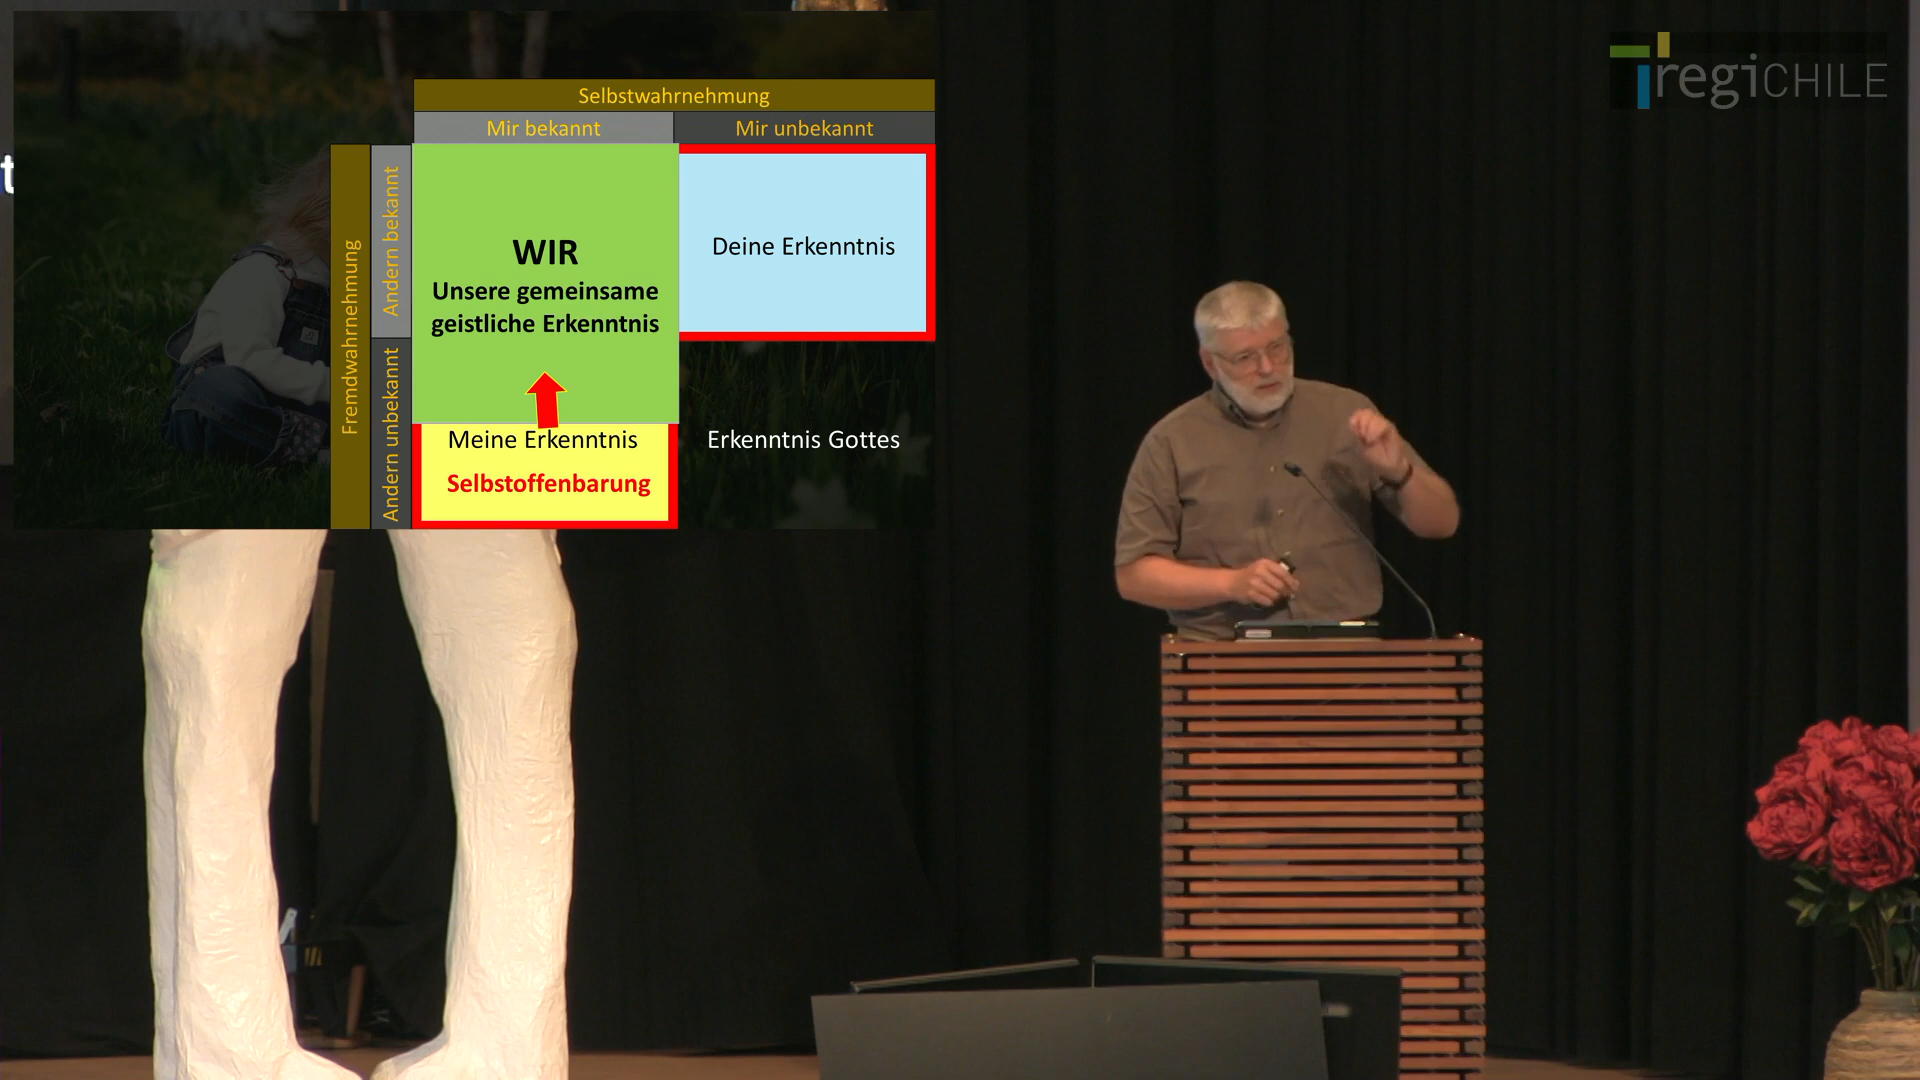 regiCHILE
Selbstwahrnehmung
Mir bekannt
Mir unbekannt
Fremdwahrnehmung
Andern bekannt
Andern unbekannt
WIR
Unsere gemeinsame
geistliche Erkenntnis
Deine Erkenntnis
Meine Erkenntnis
Selbstoffenbarung
Erkenntnis Gottes
t